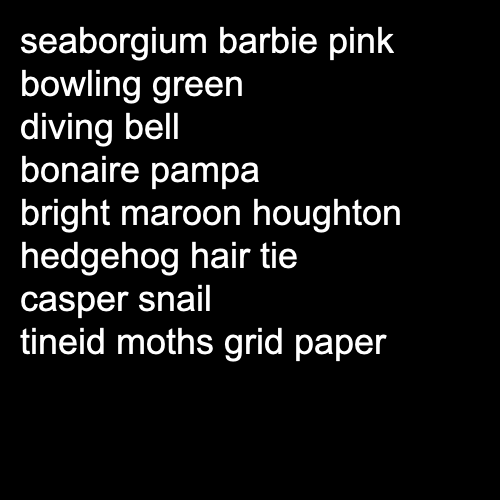 seaborgium barbie pink
bowling green
diving bell
bonaire pampa
bright maroon houghton
hedgehog hair tie
casper snail
tineid moths grid paper